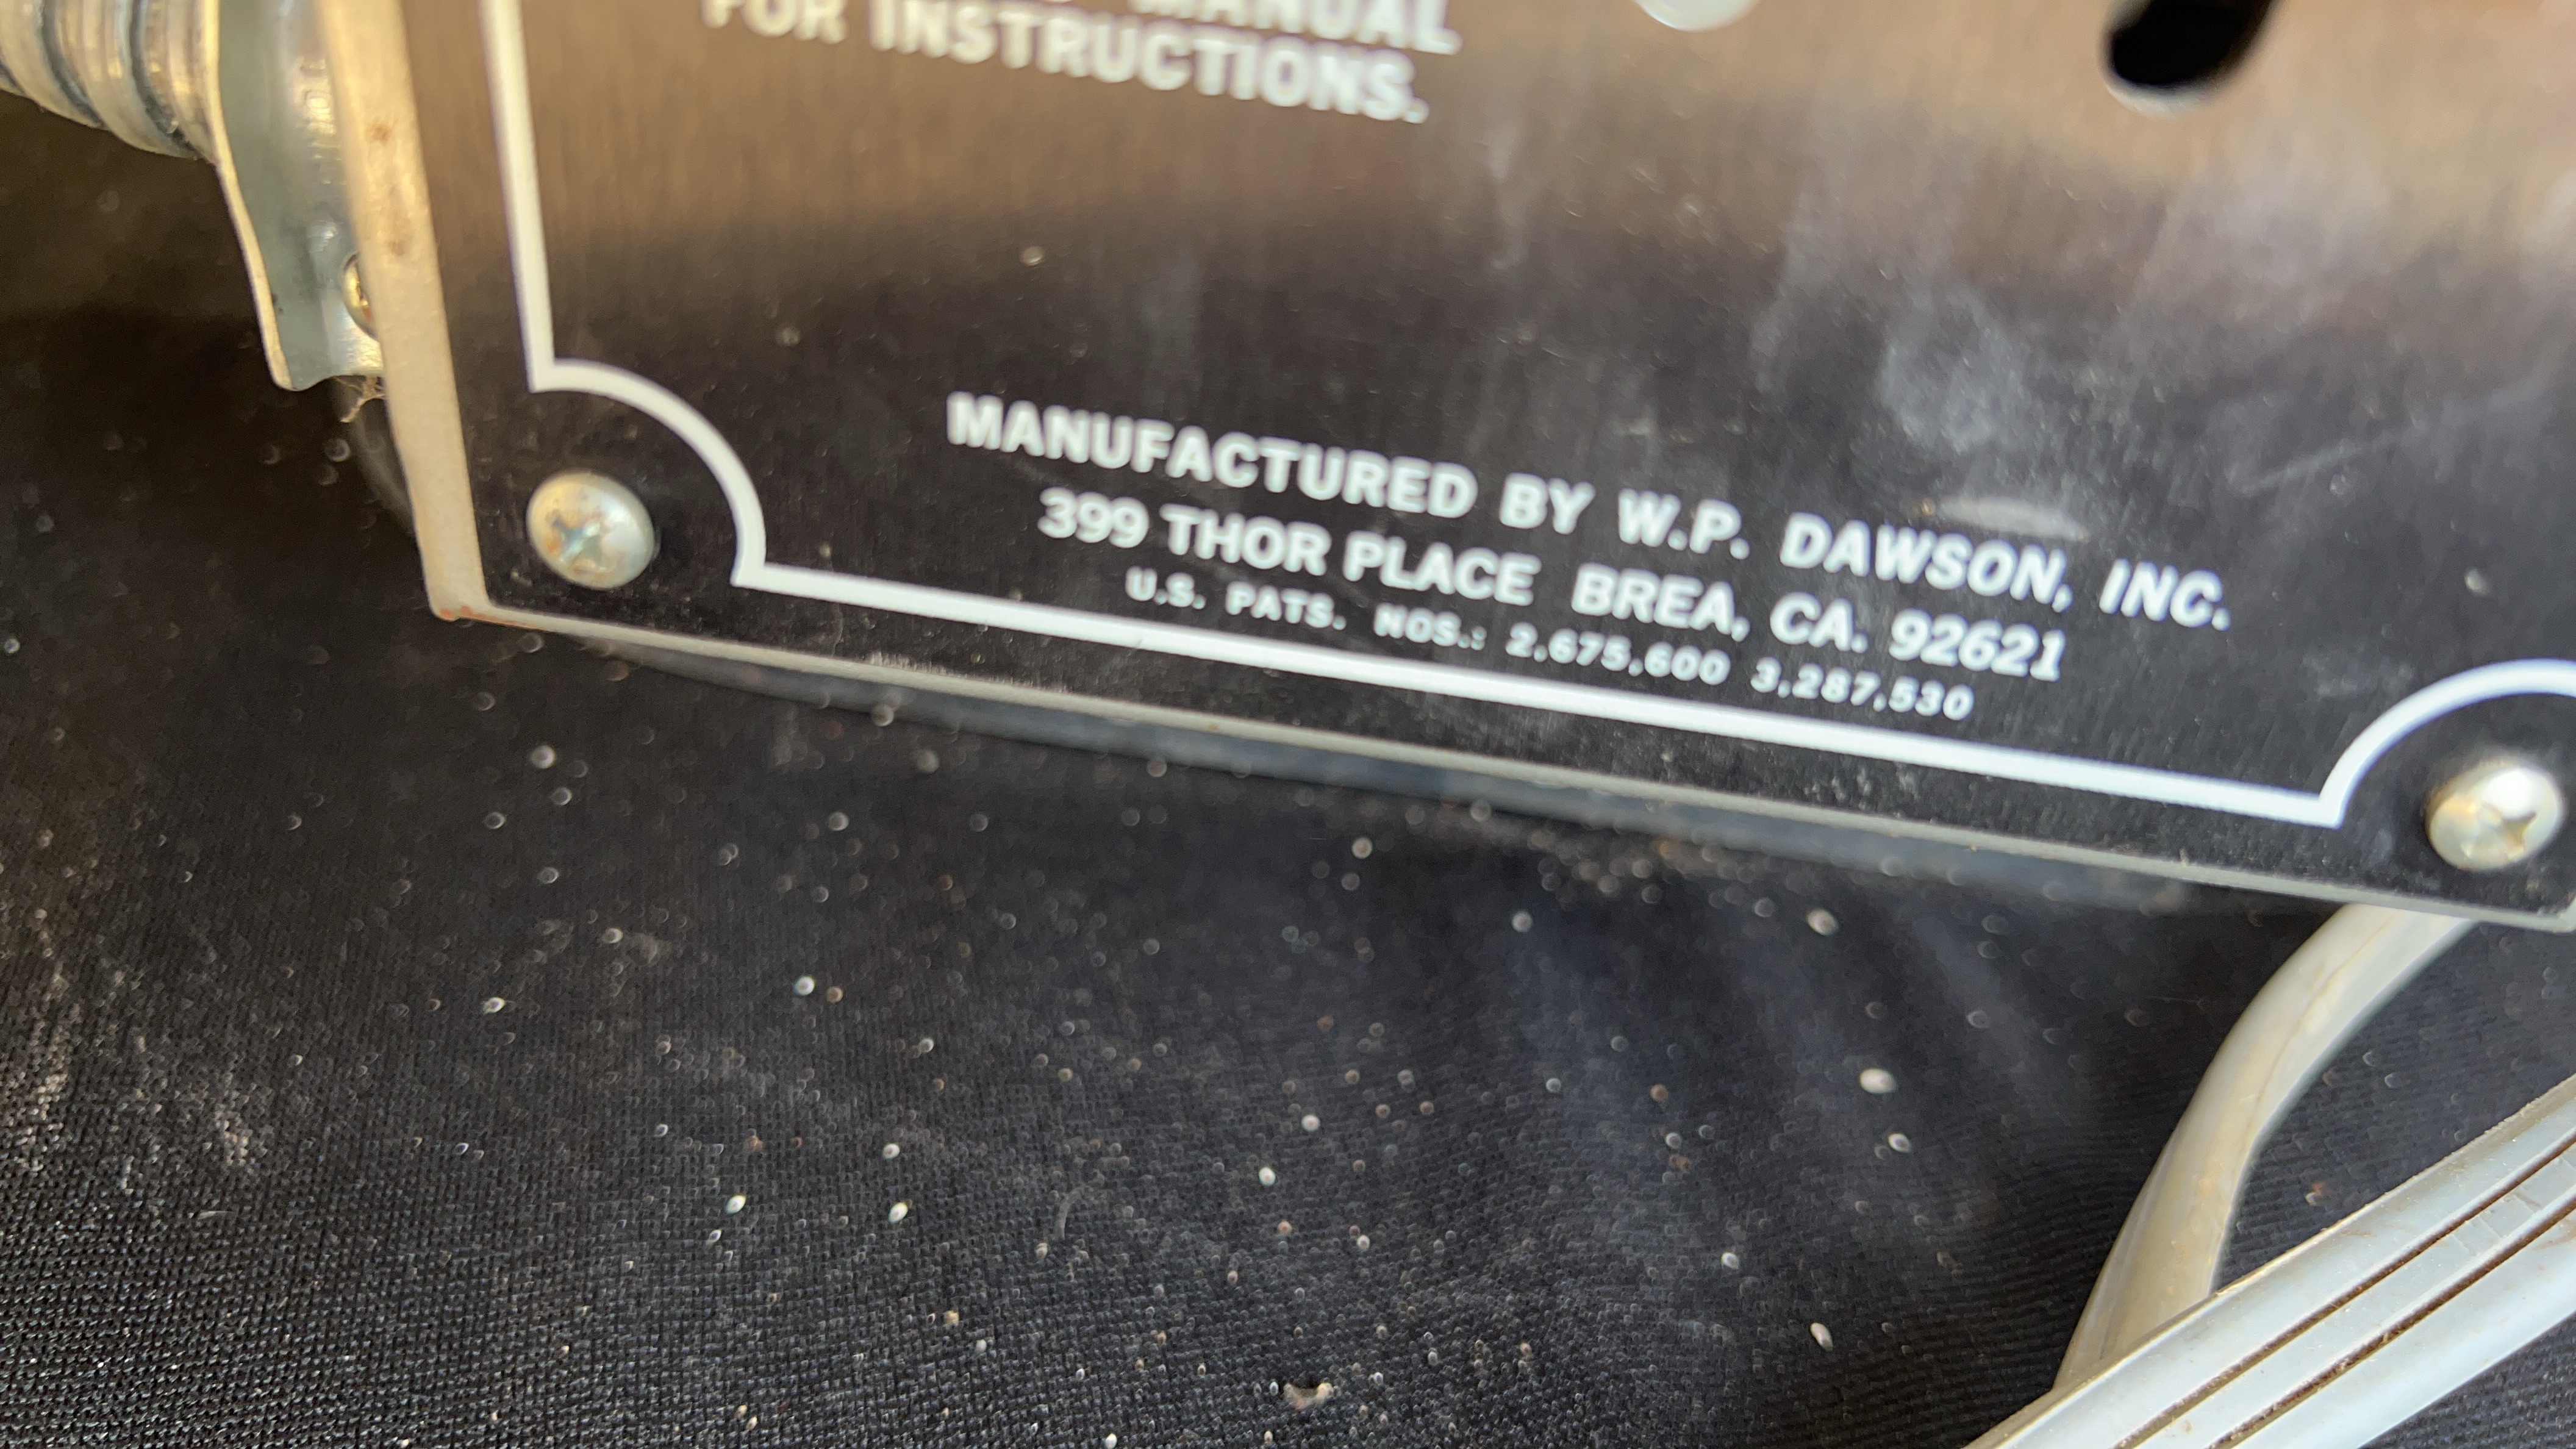 MANUAL
FOR INSTRUCTIONS.
MANUFACTURED BY W.P. DAWSON, INC.
399 THOR PLACE BREA, CA. 92621
U.S. PATS. NOS.: 2,675,600 3,287,530